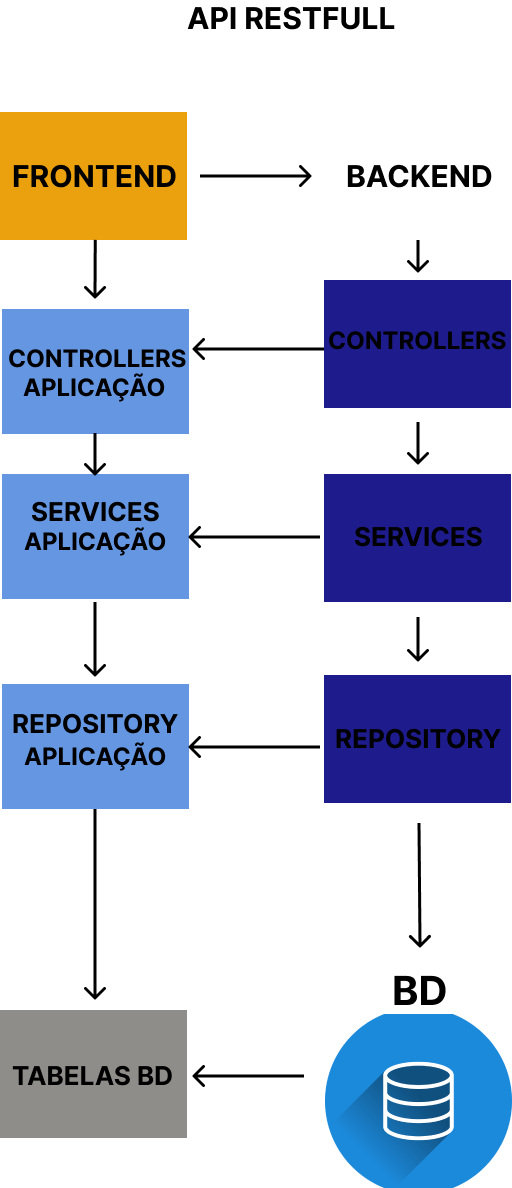 API RESTFULL
FRONTEND
BACKEND
CONTROLLERS
CONTROLLERS
APLICAÇÃO
SERVICES
APLICAÇÃO
SERVICES
REPOSITORY
APLICAÇÃO
REPOSITORY
BD
TABELAS BD